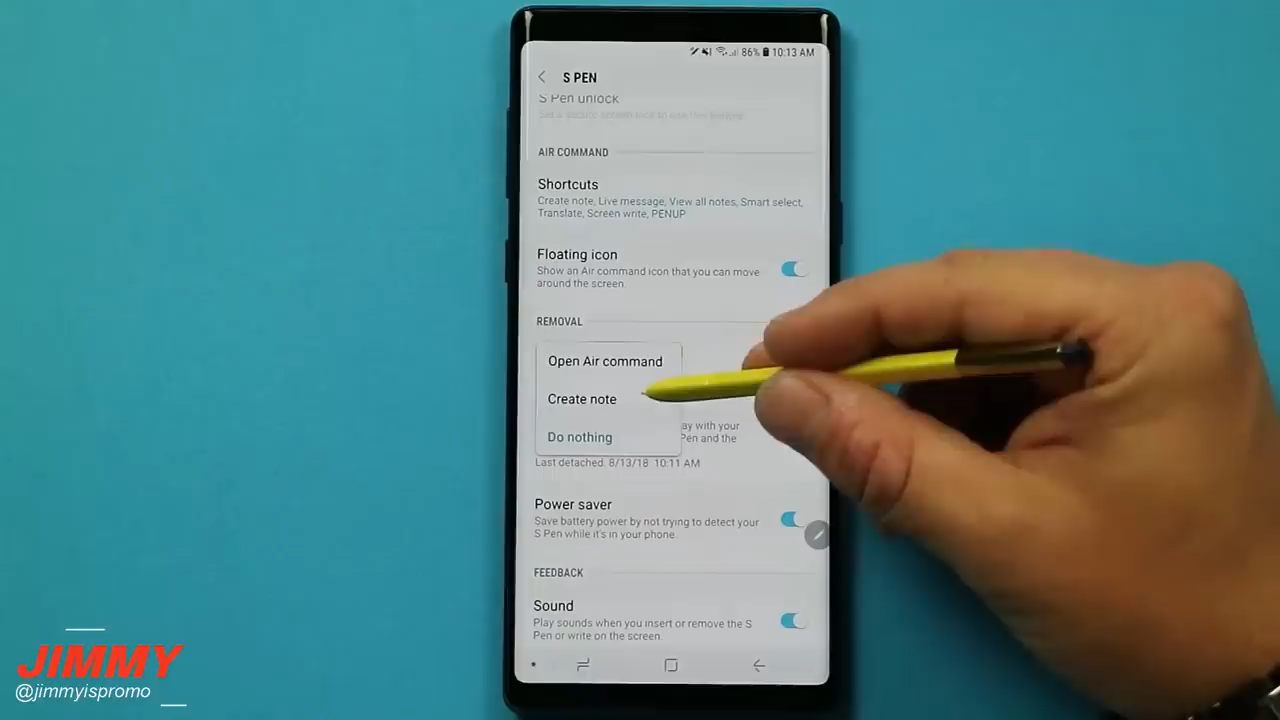 86% 10:13 AM
S PEN
S Pen unlock
AIR COMMAND
Shortcuts
Create note, Live message, View all notes, Smart select,
Translate, Screen write, PENUP
Floating icon
Show an Air command icon that you can move
around the screen.
REMOVAL
Open Air command
Create note
Do nothing
ay with your
Pen and the
Last detached: 8/13/18 10:11 AM
Power saver
Save battery power by not trying to detect your
S Pen while it's in your phone.
FEEDBACK
Sound
Play sounds when you insert or remove the S
Pen or write on the screen.
JIMMY
@jimmyispromo